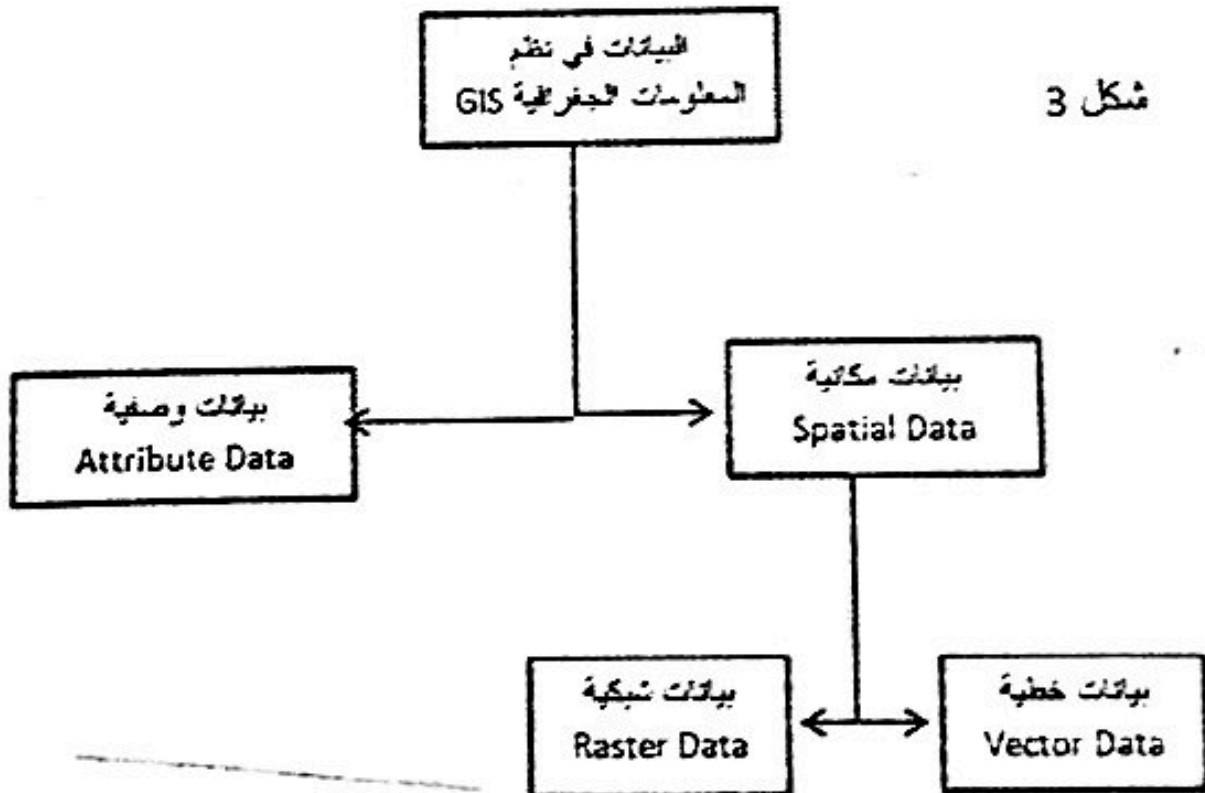 شكل 3
البيانات في نظم
المعلومات الجغرافية GIS
بيانات مكانية
Spatial Data
بيانات وصفية
Attribute Data
بيانات خطية
Vector Data
بيانات شبكية
Raster Data